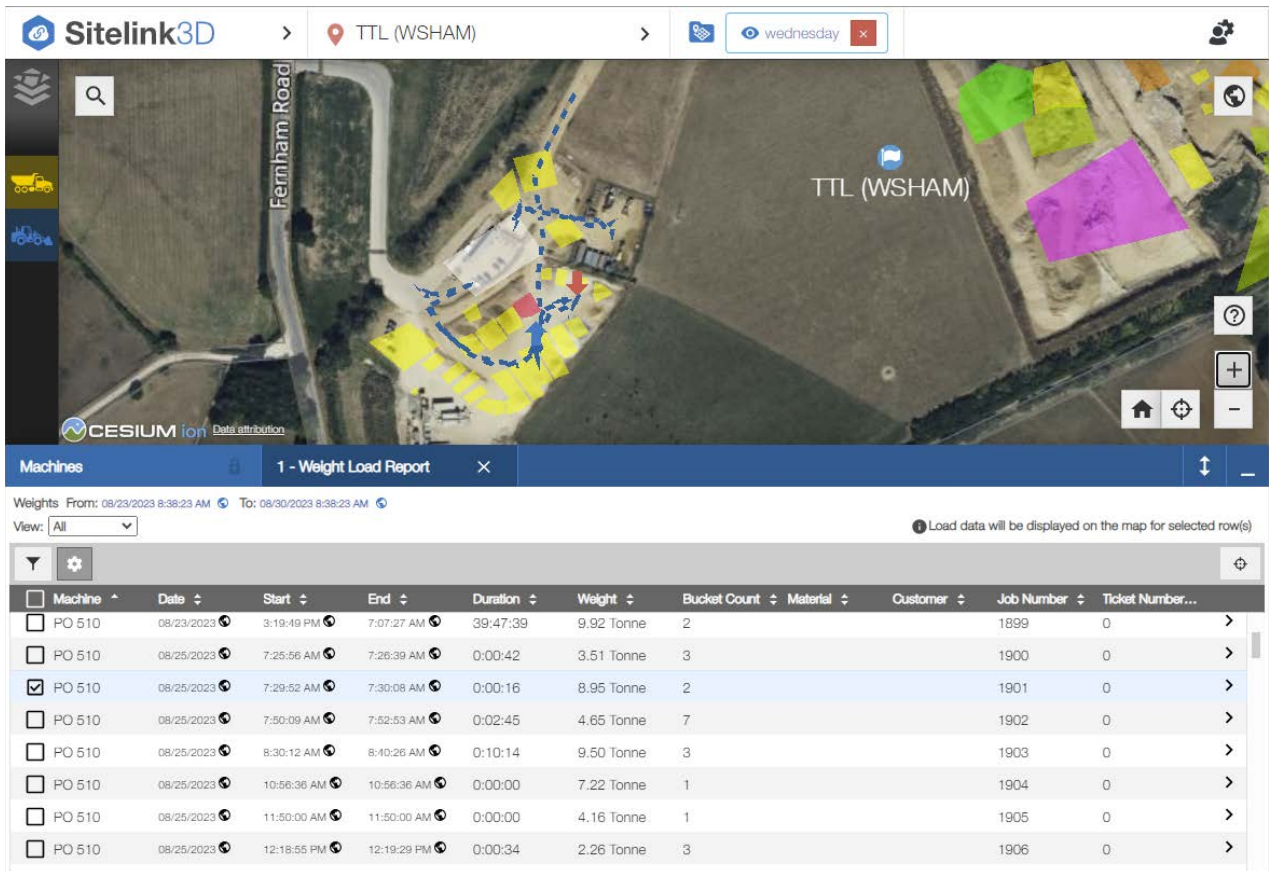 Sitelink3D > TTL (WSHAM) > wednesday ×
Fernham Road
TTL (WSHAM)
CESIUM ion Data attribution
Machines 1 - Weight Load Report ×
Weights From: 08/23/2023 8:38:23 AM To: 08/30/2023 8:38:23 AM
View: All Load data will be displayed on the map for selected row(s)
Machine Date Start End Duration Weight Bucket Count Material Customer Job Number Ticket Number...
PO 510 08/23/2023 3:19:49 PM 7:07:27 AM 39:47:39 9.92 Tonne 2 1899 0
PO 510 08/25/2023 7:25:56 AM 7:26:39 AM 0:00:42 3.51 Tonne 3 1900 0
PO 510 08/25/2023 7:29:52 AM 7:30:08 AM 0:00:16 8.95 Tonne 2 1901 0
PO 510 08/25/2023 7:50:09 AM 7:52:53 AM 0:02:45 4.65 Tonne 7 1902 0
PO 510 08/25/2023 8:30:12 AM 8:40:26 AM 0:10:14 9.50 Tonne 3 1903 0
PO 510 08/25/2023 10:56:36 AM 10:56:36 AM 0:00:00 7.22 Tonne 1 1904 0
PO 510 08/25/2023 11:50:00 AM 11:50:00 AM 0:00:00 4.16 Tonne 1 1905 0
PO 510 08/25/2023 12:18:55 PM 12:19:29 PM 0:00:34 2.26 Tonne 3 1906 0